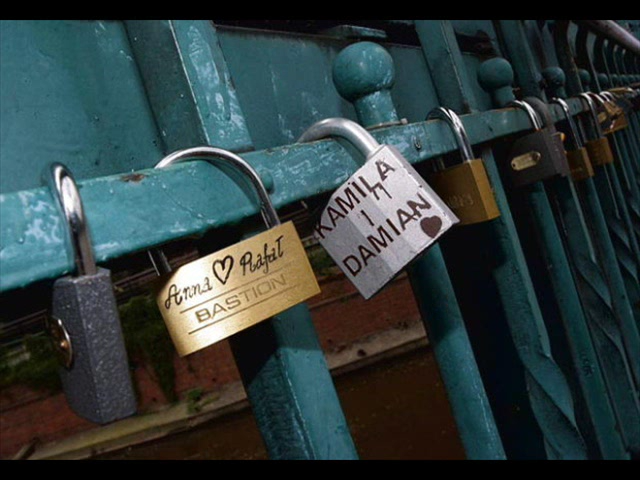 Anna ♡ Rafał
BASTION
KAMILA
I
DAMIAN ♥